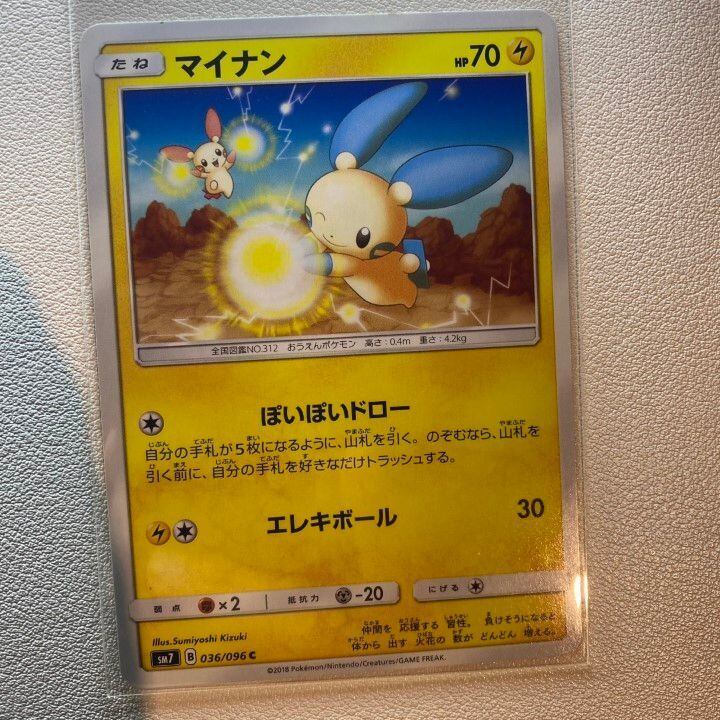 たね マイナン HP70
全国図鑑NO.312 おうえんポケモン 高さ：0.4m 重さ：4.2kg
ぽいぽいドロー
自分の手札が5枚になるように、山札を引く。のぞむなら、山札を
引く前に、自分の手札を好きなだけトラッシュする。
エレキボール 30
弱点 ×2 抵抗力 -20 にげる
Illus.Sumiyoshi Kizuki
仲間を 応援する 習性。 負けそうになると
体から 出す 火花の 数が どんどん 増える。
SM7 B 036/096 C
©2018 Pokémon/Nintendo/Creatures/GAME FREAK.